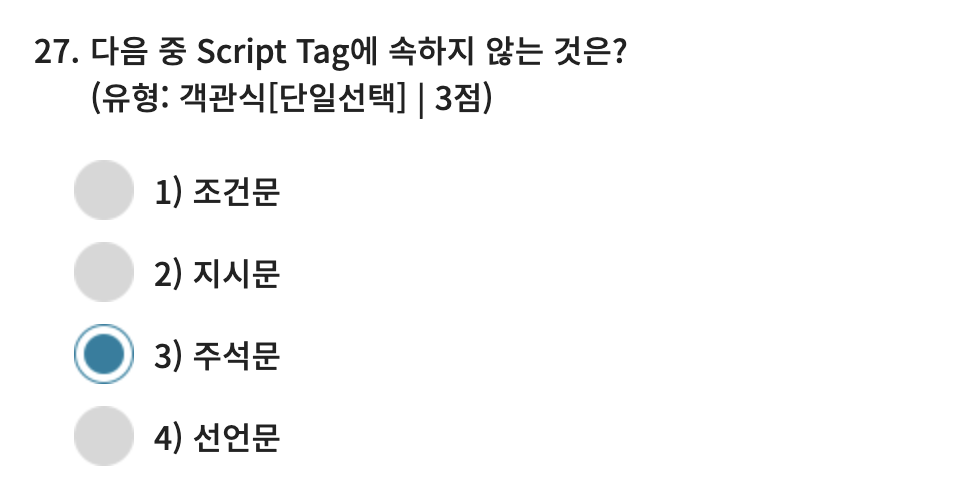 27. 다음 중 Script Tag에 속하지 않는 것은?
(유형: 객관식[단일선택] | 3점)
1) 조건문
2) 지시문
3) 주석문
4) 선언문